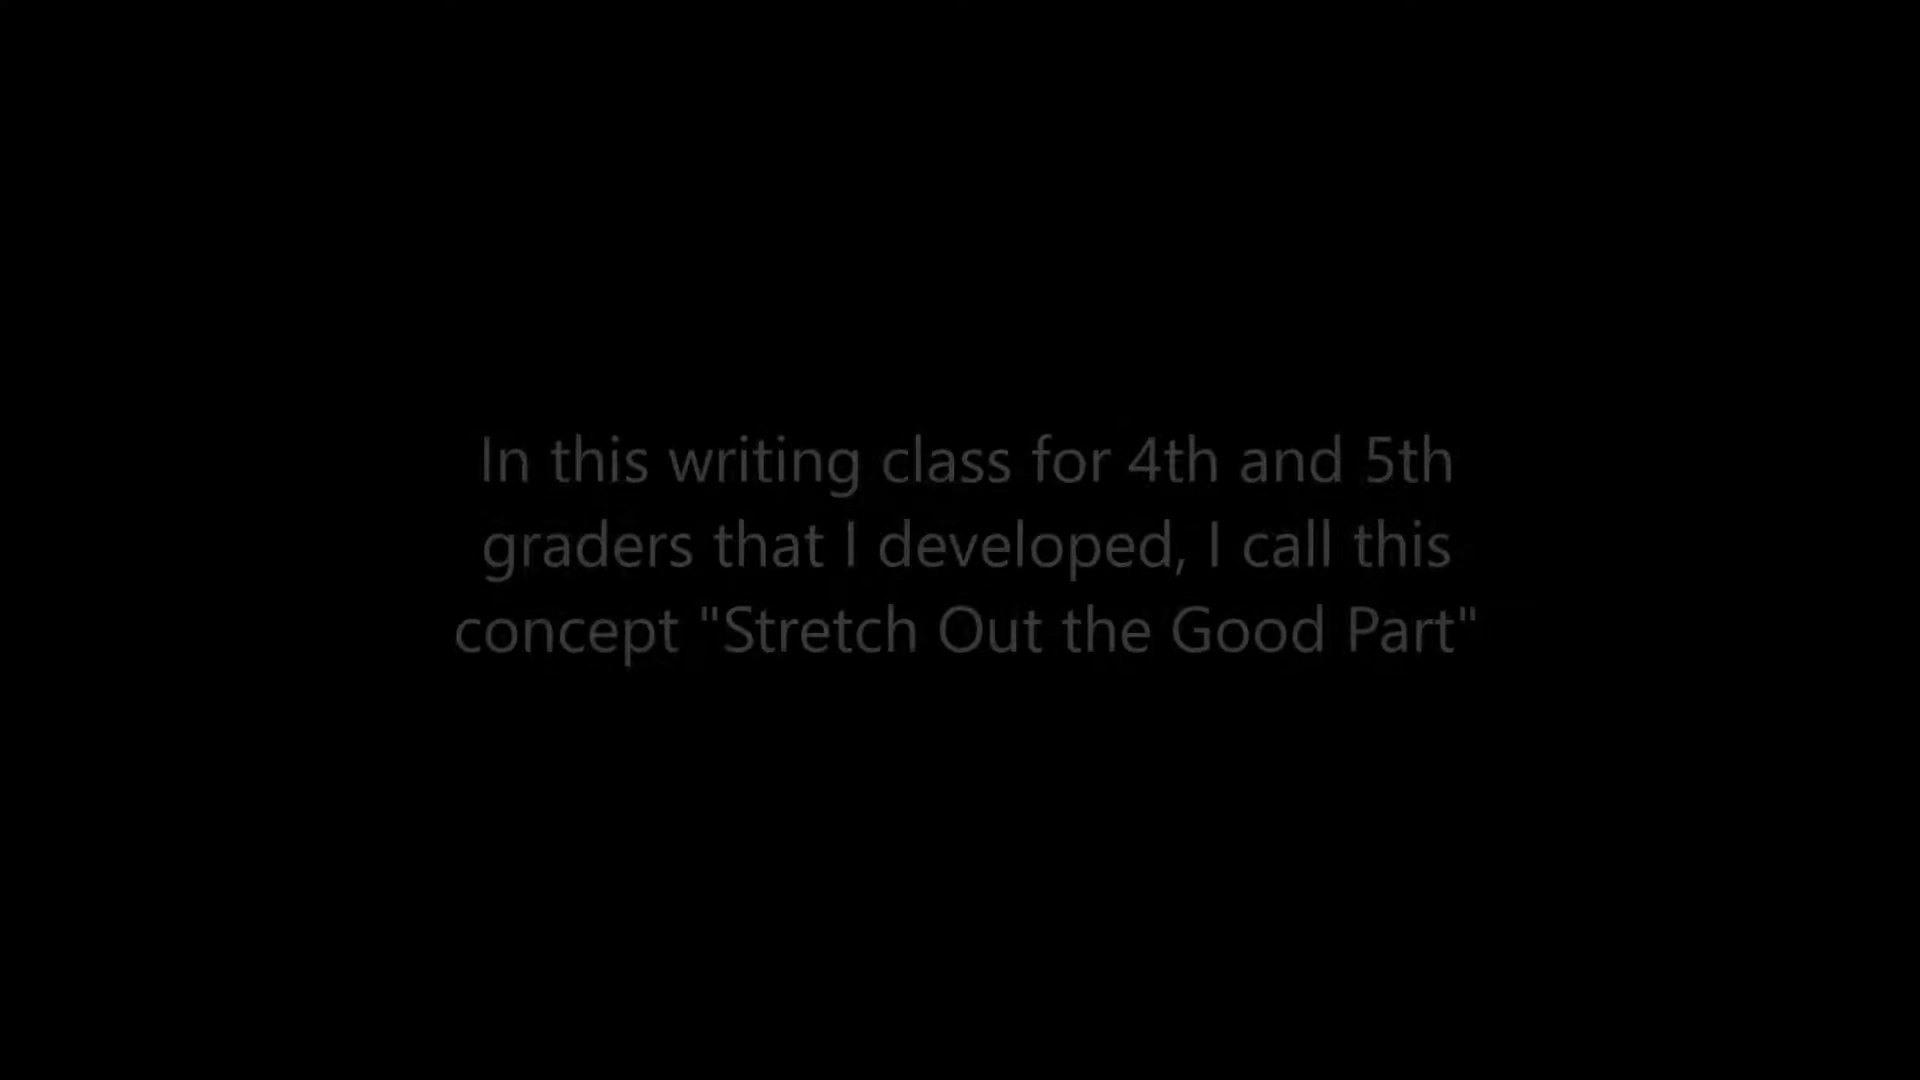 In this writing class for 4th and 5th
graders that I developed, I call this
concept "Stretch Out the Good Part"